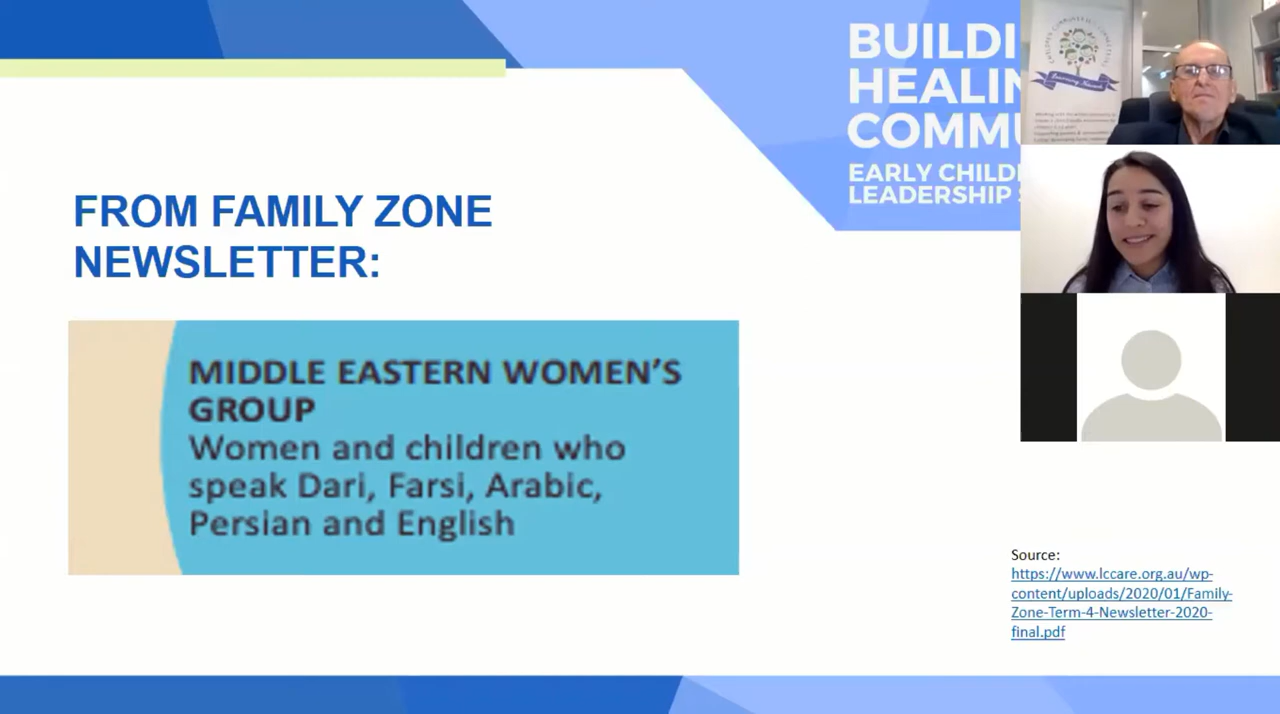 BUILDI
HEALIN
COMMU
EARLY CHILD
LEADERSHIP
FROM FAMILY ZONE
NEWSLETTER:
MIDDLE EASTERN WOMEN'S
GROUP
Women and children who
speak Dari, Farsi, Arabic,
Persian and English
Source:
https://www.lccare.org.au/wp-
content/uploads/2020/01/Family-
Zone-Term-4-Newsletter-2020-
final.pdf